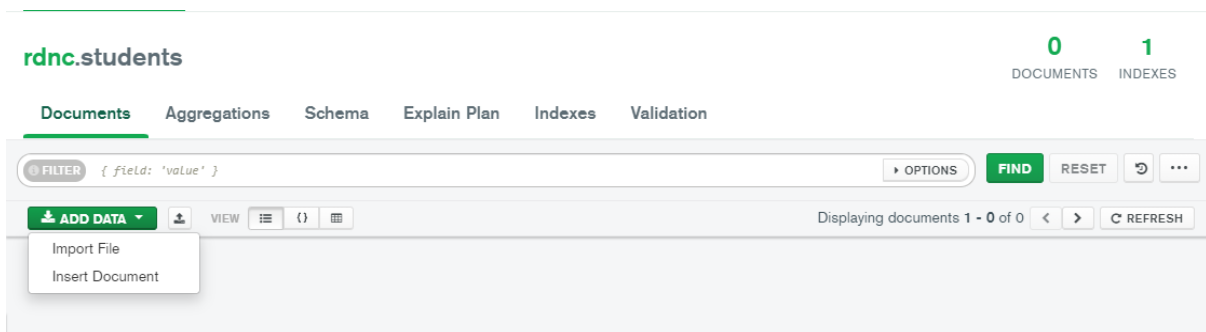 rdnc.students
0 1
DOCUMENTS INDEXES
Documents Aggregations Schema Explain Plan Indexes Validation
FILTER { field: 'value' } OPTIONS FIND RESET ...
ADD DATA VIEW {} Displaying documents 1 - 0 of 0 < > REFRESH
Import File
Insert Document